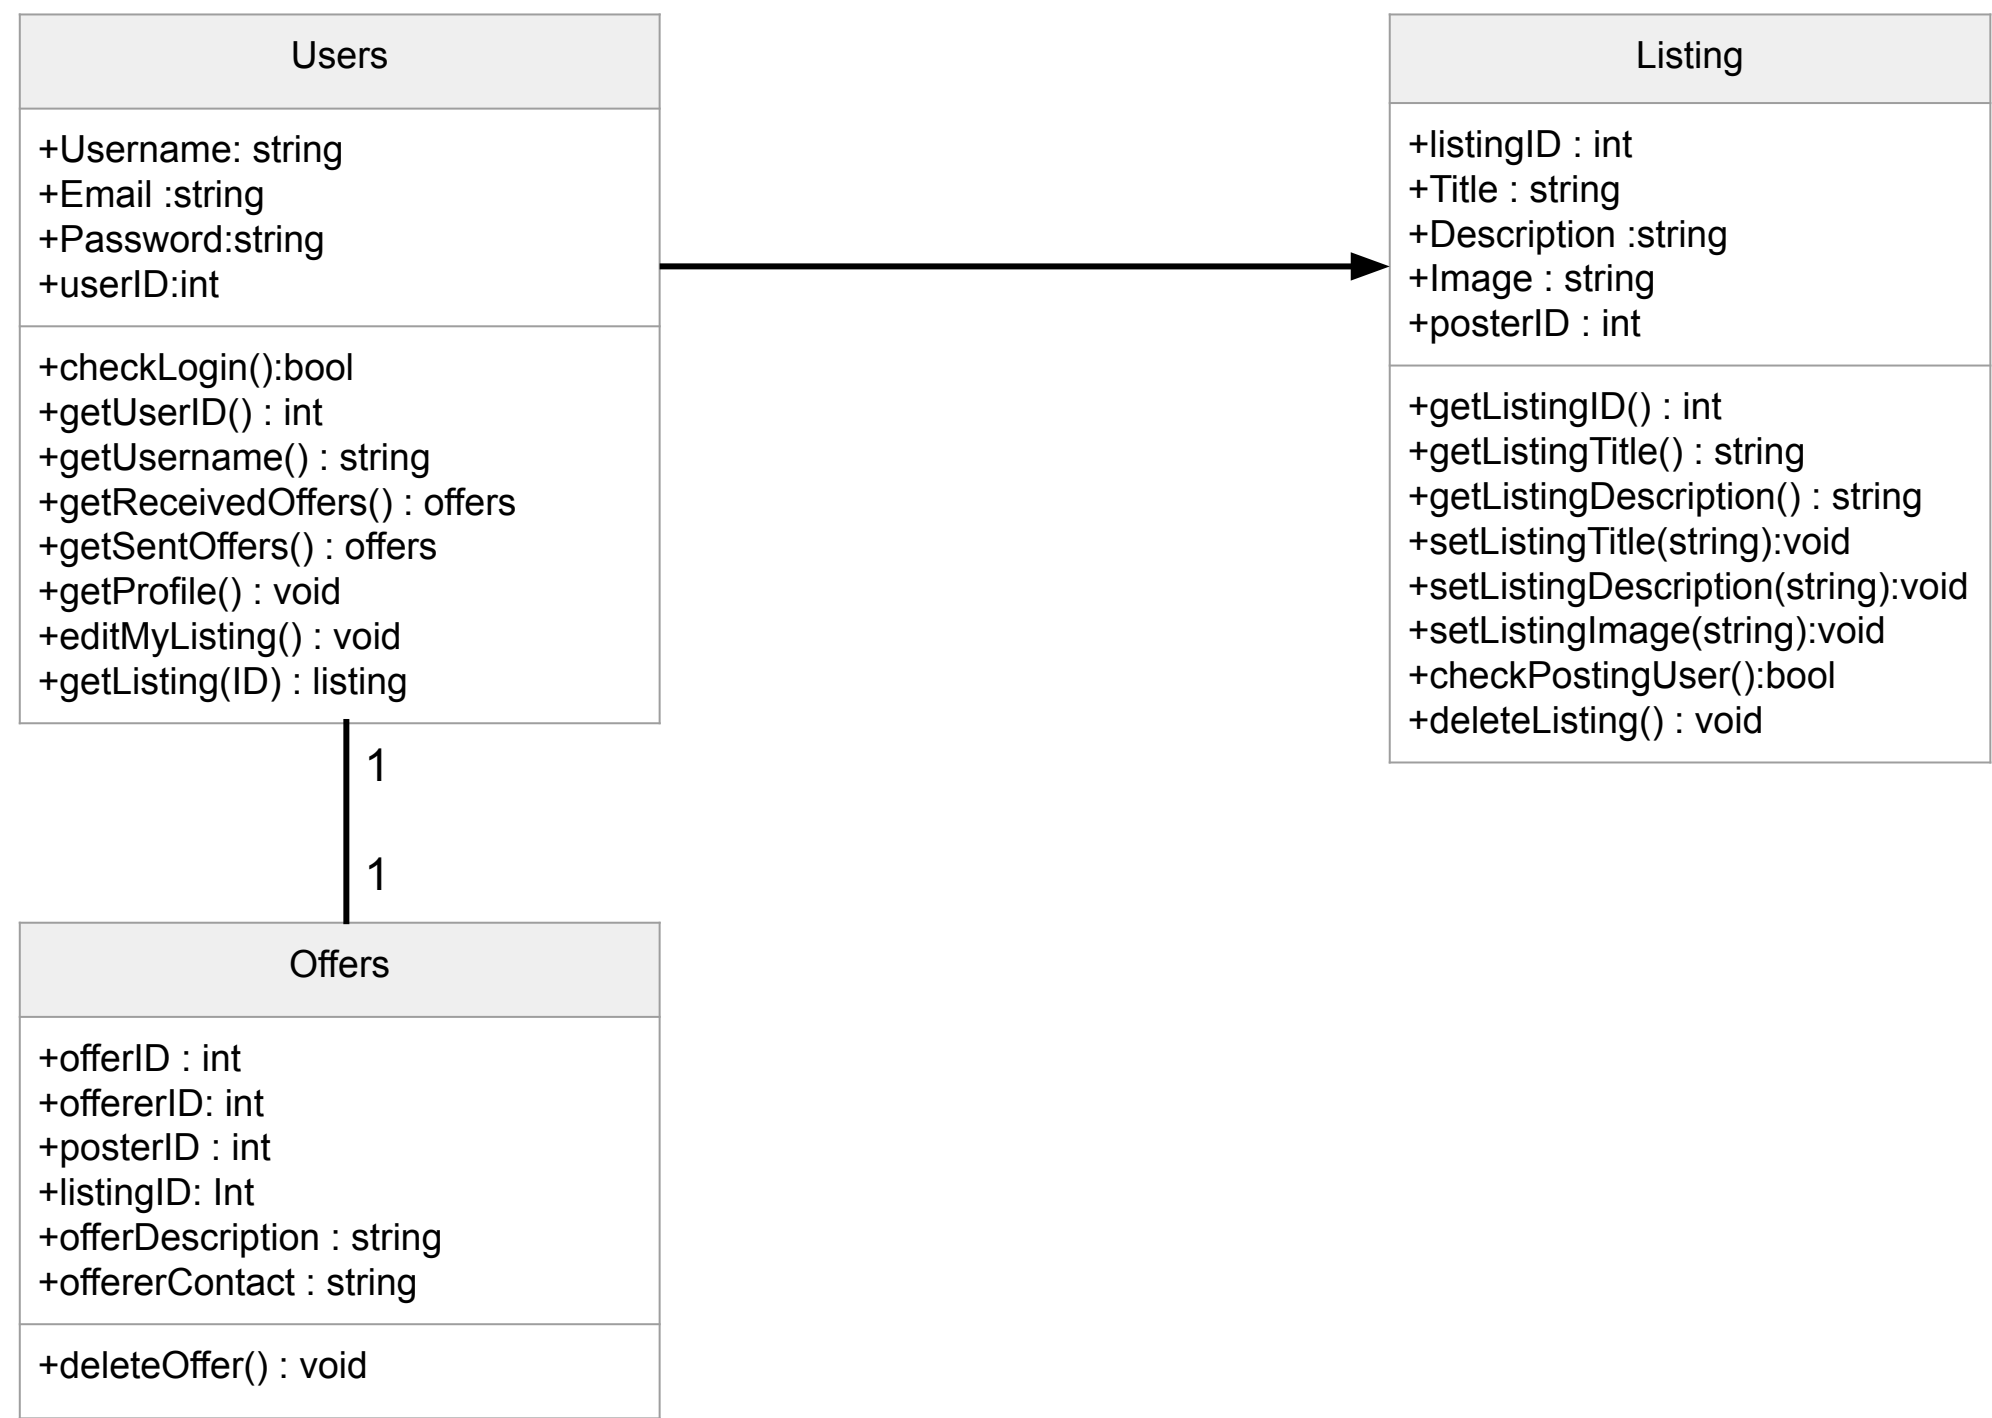 Users
+Username: string
+Email :string
+Password:string
+userID:int
+checkLogin():bool
+getUserID() : int
+getUsername() : string
+getReceivedOffers() : offers
+getSentOffers() : offers
+getProfile() : void
+editMyListing() : void
+getListing(ID) : listing
1
1
Offers
+offerID : int
+offererID: int
+posterID : int
+listingID: Int
+offerDescription : string
+offererContact : string
+deleteOffer() : void
Listing
+listingID : int
+Title : string
+Description :string
+Image : string
+posterID : int
+getListingID() : int
+getListingTitle() : string
+getListingDescription() : string
+setListingTitle(string):void
+setListingDescription(string):void
+setListingImage(string):void
+checkPostingUser():bool
+deleteListing() : void